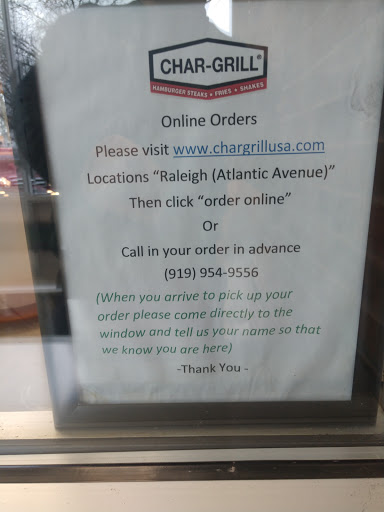 CHAR-GRILL®
HAMBURGER STEAKS • FRIES • SHAKES
Online Orders
Please visit www.chargrillusa.com
Locations “Raleigh (Atlantic Avenue)”
Then click “order online”
Or
Call in your order in advance
(919) 954-9556
(When you arrive to pick up your
order please come directly to the
window and tell us your name so that
we know you are here)
-Thank You -